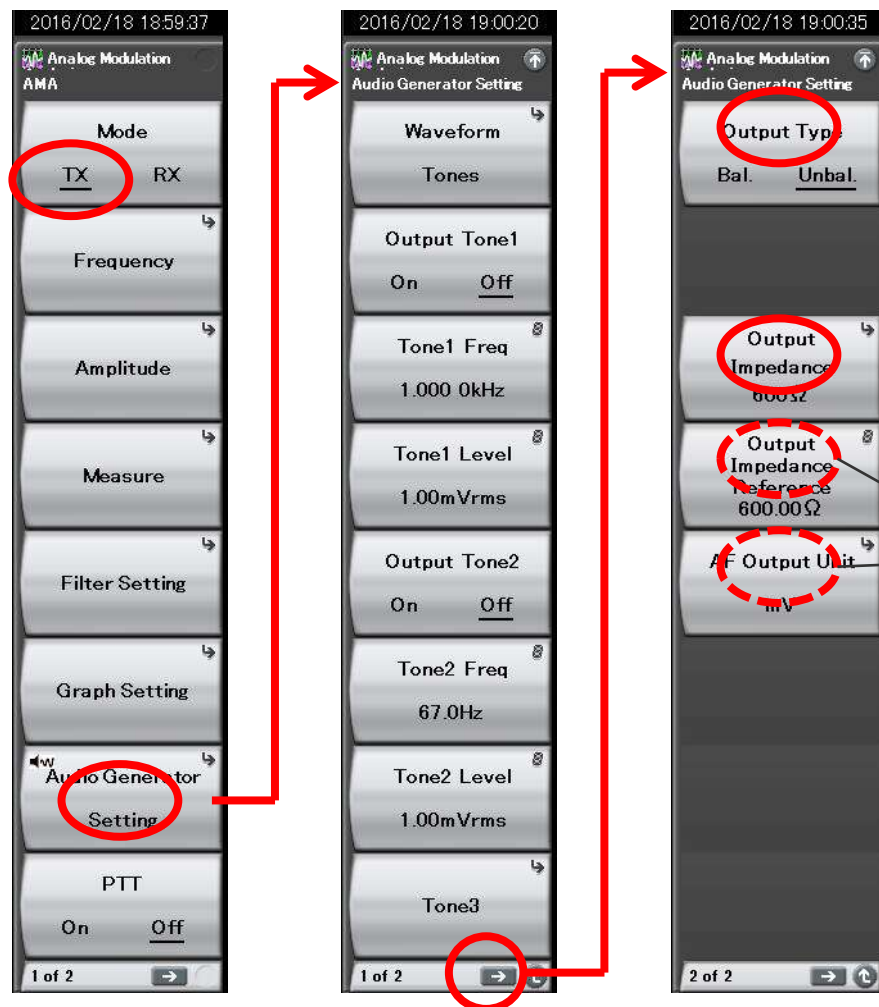 2016/02/18 18:59:37
Analog Modulation
AMA
Mode
TX RX
Frequency
Amplitude
Measure
Filter Setting
Graph Setting
Audio Generator
Setting
PTT
On Off
1 of 2
2016/02/18 19:00:20
Analog Modulation
Audio Generator Setting
Waveform
Tones
Output Tone1
On Off
Tone1 Freq
1.000 0kHz
Tone1 Level
1.00mVrms
Output Tone2
On Off
Tone2 Freq
67.0Hz
Tone2 Level
1.00mVrms
Tone3
1 of 2
2016/02/18 19:00:35
Analog Modulation
Audio Generator Setting
Output Type
Bal. Unbal.
Output
Impedance
600Ω
Output
Impedance
Reference
600.00Ω
AF Output Unit
mV
2 of 2